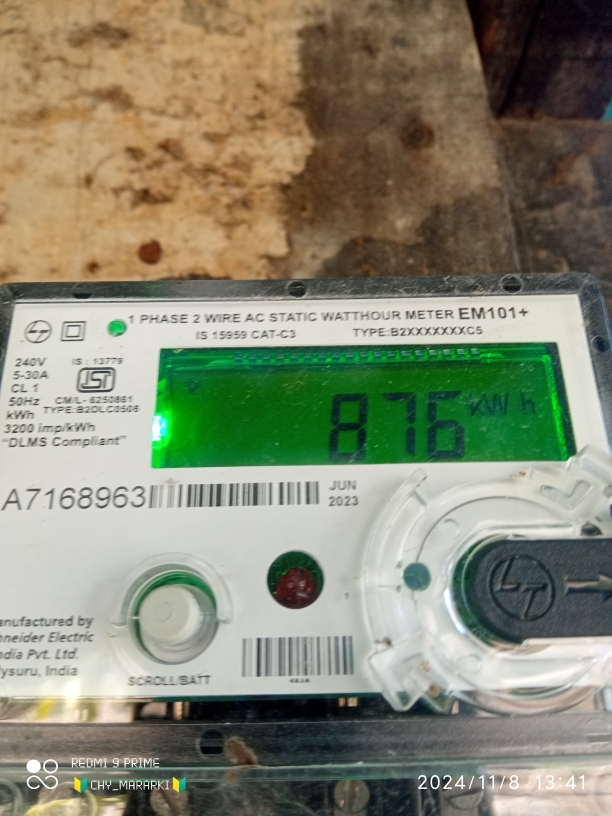 1 PHASE 2 WIRE AC STATIC WATTHOUR METER EM101+
IS 15959 CAT-C3 TYPE:B2XXXXXXXC5
240V
5-30A
CL 1
50Hz
kWh
3200 imp/kWh
"DLMS Compliant"
IS : 13779
ISI
CM/L- 6250861
TYPE:B2DLC0506
876 kWh
A7168963
JUN
2023
anufactured by
hneider Electric
ndia Pvt. Ltd.
ysuru, India
SCROLL/BATT
LT
REDMI 9 PRIME
CHY_MARARKI
2024/11/8 13:41